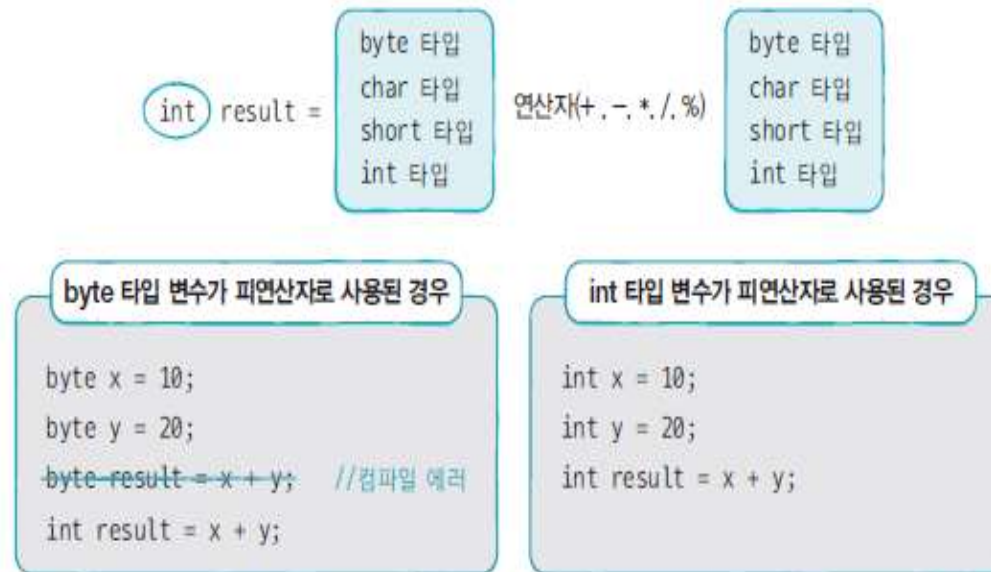 byte 타입
char 타입
short 타입
int 타입
int result =
연산자(+, -, *, /, %)
byte 타입
char 타입
short 타입
int 타입
byte 타입 변수가 피연산자로 사용된 경우
byte x = 10;
byte y = 20;
byte result = x + y; //컴파일 에러
int result = x + y;
int 타입 변수가 피연산자로 사용된 경우
int x = 10;
int y = 20;
int result = x + y;